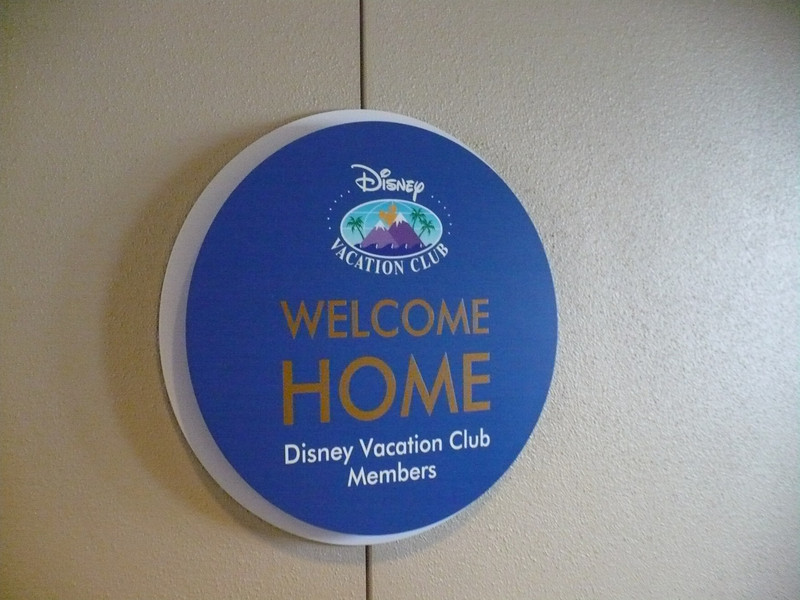 Disney
VACATION CLUB
WELCOME
HOME
Disney Vacation Club
Members